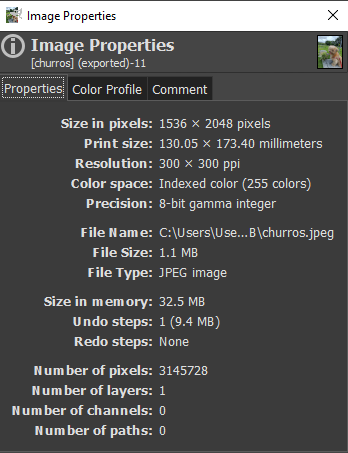 Image Properties
Image Properties
[churros] (exported)-11
Properties Color Profile Comment
Size in pixels: 1536 × 2048 pixels
Print size: 130.05 × 173.40 millimeters
Resolution: 300 × 300 ppi
Color space: Indexed color (255 colors)
Precision: 8-bit gamma integer
File Name: C:\Users\Use...B\churros.jpeg
File Size: 1.1 MB
File Type: JPEG image
Size in memory: 32.5 MB
Undo steps: 1 (9.4 MB)
Redo steps: None
Number of pixels: 3145728
Number of layers: 1
Number of channels: 0
Number of paths: 0